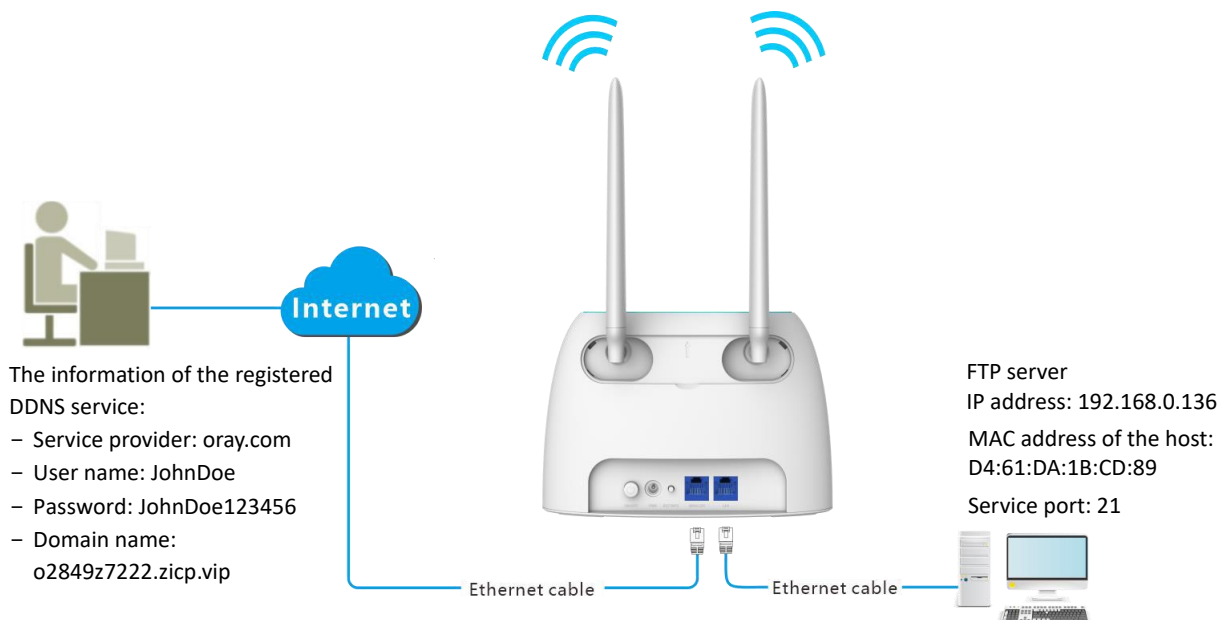 Internet
The information of the registered
DDNS service:
− Service provider: oray.com
− User name: JohnDoe
− Password: JohnDoe123456
− Domain name:
o2849z7222.zicp.vip
FTP server
IP address: 192.168.0.136
MAC address of the host:
D4:61:DA:1B:CD:89
Service port: 21
Ethernet cable
Ethernet cable